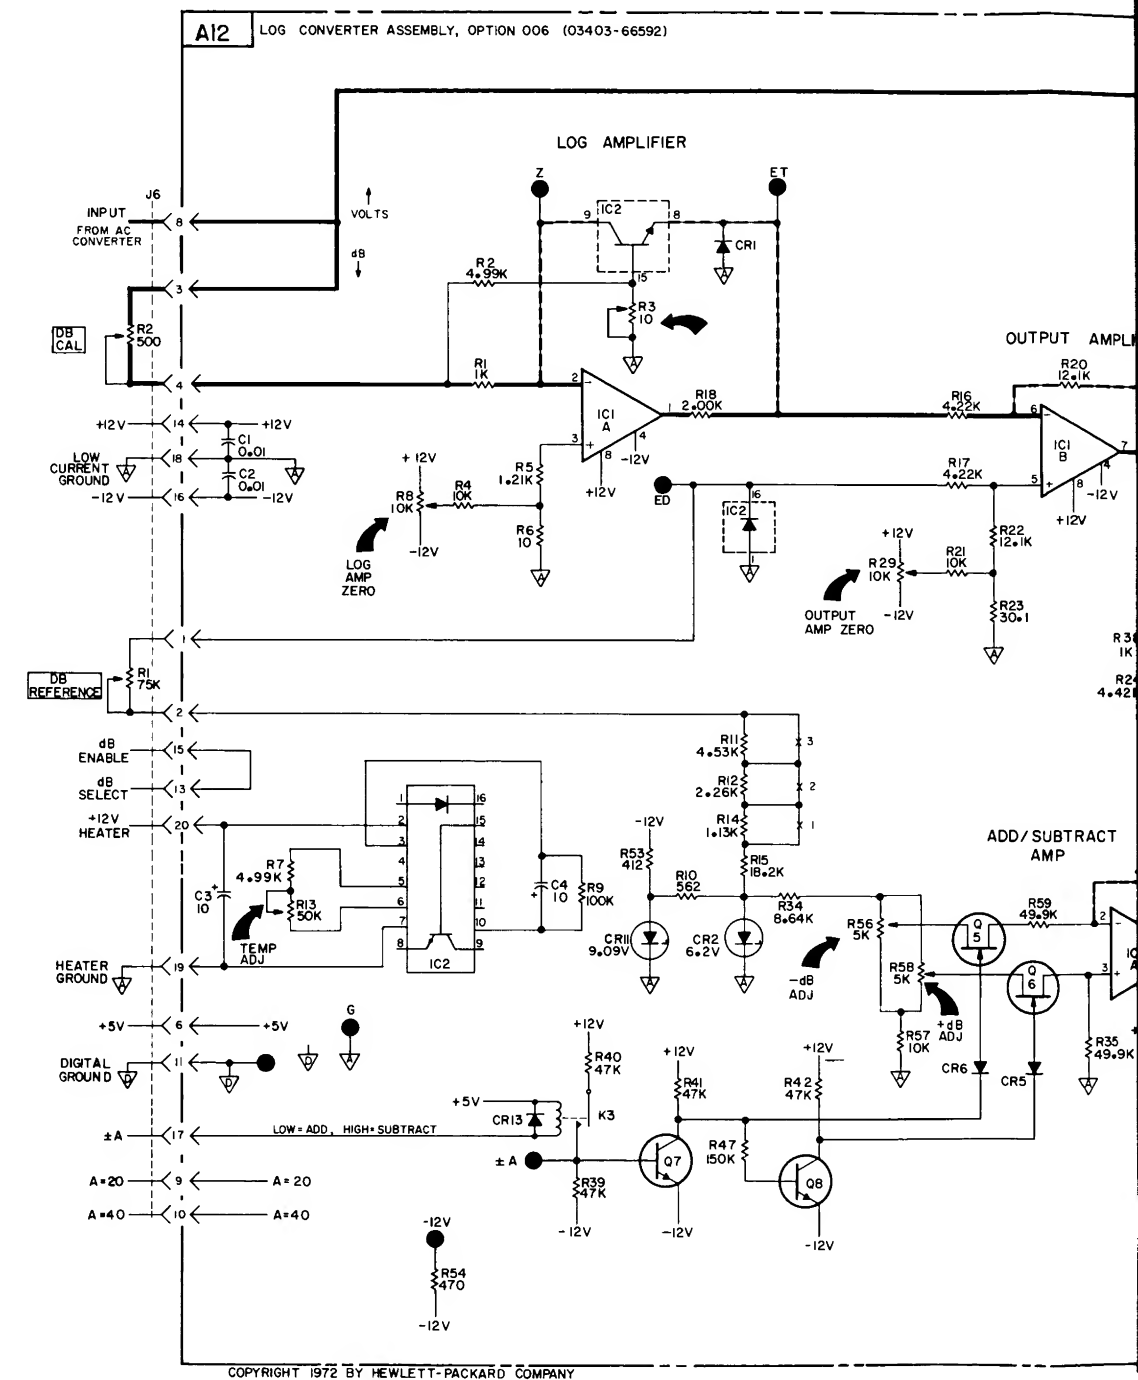 A12
LOG CONVERTER ASSEMBLY, OPTION 006 (03403-66592)
LOG AMPLIFIER
J6
INPUT
FROM AC
CONVERTER
8
VOLTS
dB
3
DB
CAL
R2
500
4
Z
ET
9
IC2
8
15
CR1
R2
4.99K
R3
10
R1
1K
2
-
3
+
IC1
A
1
4
-12V
8
+12V
R18
2.00K
OUTPUT AMPLI
R20
12.1K
R16
4.22K
6
-
IC1
B
7
5
+
4
-12V
8
+12V
R17
4.22K
+12V
14
+12V
C1
0.01
LOW
CURRENT
GROUND
A
18
A
C2
0.01
-12V
16
-12V
+12V
R8
10K
-12V
R4
10K
R5
1.21K
R6
10
A
LOG
AMP
ZERO
ED
16
IC2
1
A
R22
12.1K
+12V
R29
10K
-12V
R21
10K
R23
30.1
A
OUTPUT
AMP ZERO
1
R1
75K
DB
REFERENCE
2
R3
1K
R24
4.42
dB
ENABLE
15
dB
SELECT
13
+12V
HEATER
20
R11
4.53K
3
R12
2.26K
2
R14
1.13K
1
R15
18.2K
1
16
2
15
3
14
4
13
5
12
6
11
7
10
8
9
IC2
R7
4.99K
R13
50K
TEMP
ADJ
C3
+
10
C4
+
10
R9
100K
-12V
R53
412
R10
562
CR11
9.09V
A
CR2
6.2V
A
R34
8.64K
ADD/SUBTRACT
AMP
R56
5K
R58
5K
-dB
ADJ
+dB
ADJ
R57
10K
A
Q
5
R59
49.9K
2
-
Q
6
3
+
R35
49.9K
A
CR6
CR5
HEATER
GROUND
A
19
+5V
6
+5V
G
A
DIGITAL
GROUND
D
11
D
D
±A
17
LOW=ADD, HIGH=SUBTRACT
+5V
CR13
K3
+12V
R40
47K
±A
R39
47K
-12V
+12V
R41
47K
Q7
-12V
R47
150K
+12V
R42
47K
Q8
-12V
A=20
9
A=20
A=40
10
A=40
-12V
R54
470
-12V
COPYRIGHT 1972 BY HEWLETT-PACKARD COMPANY